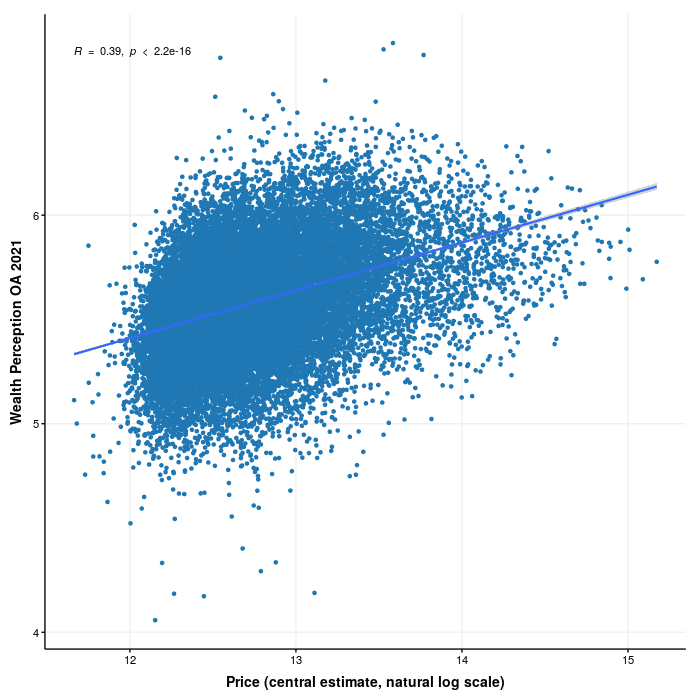 R = 0.39, p < 2.2e-16
Wealth Perception OA 2021
6
5
4
12 13 14 15
Price (central estimate, natural log scale)